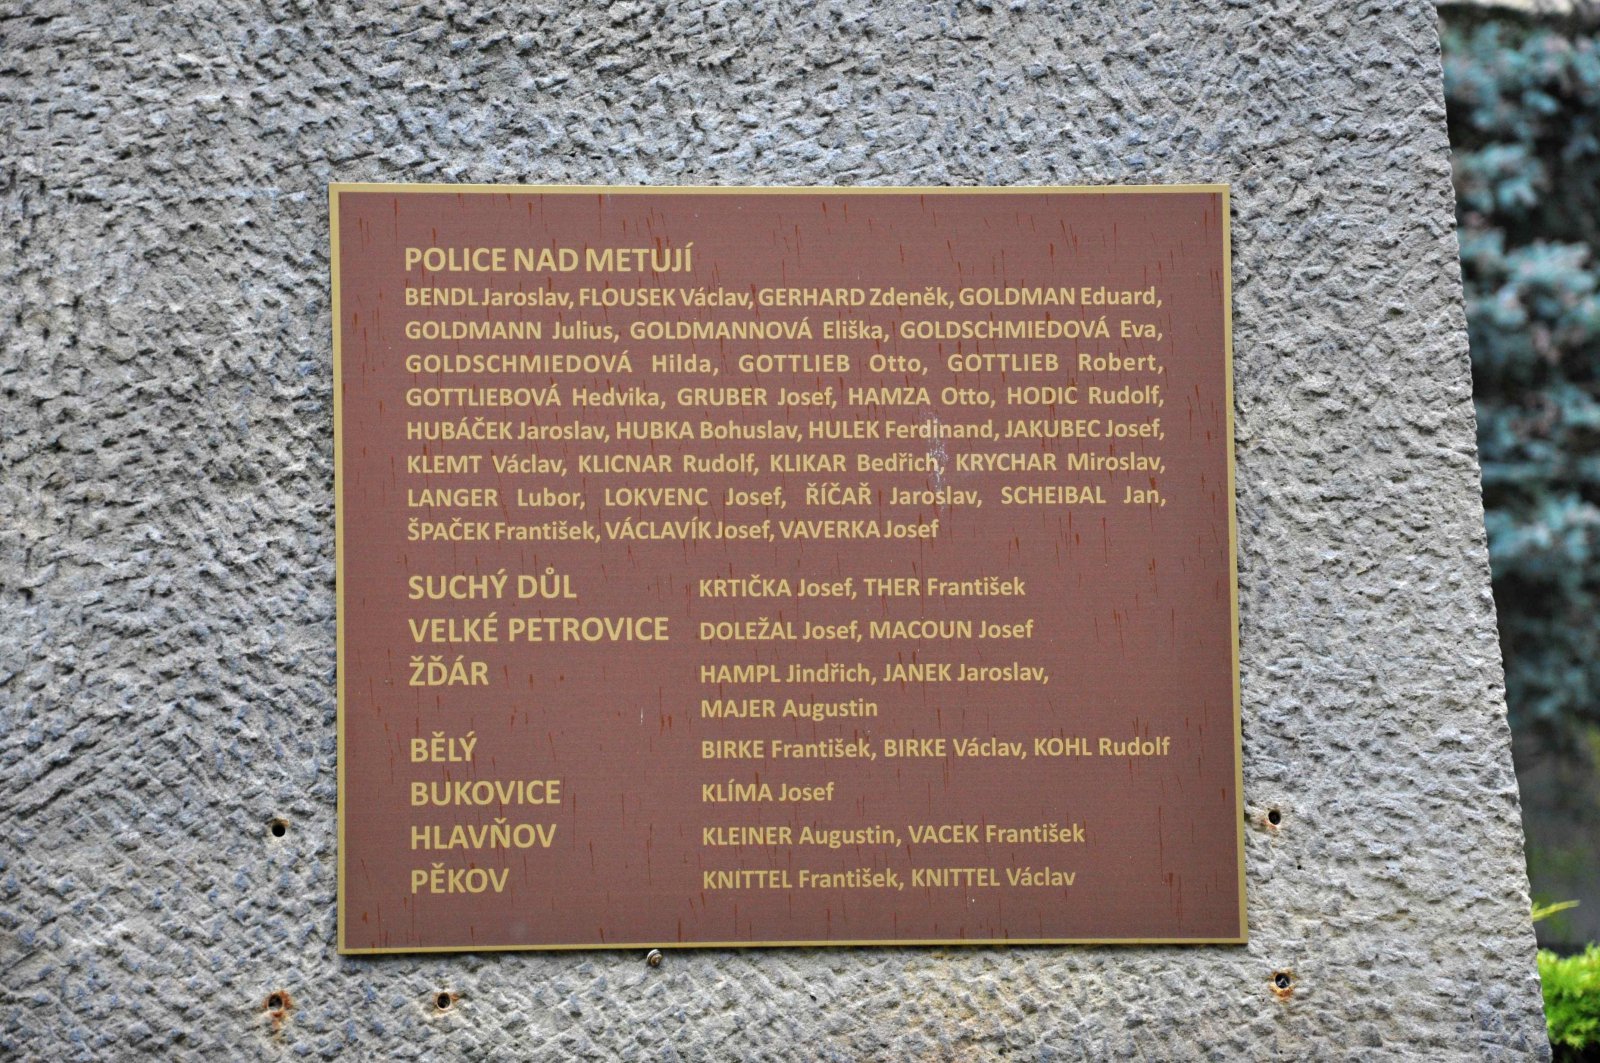 POLICE NAD METUJÍ
BENDL Jaroslav, FLOUSEK Václav, GERHARD Zdeněk, GOLDMAN Eduard,
GOLDMANN Julius, GOLDMANNOVÁ Eliška, GOLDSCHMIEDOVÁ Eva,
GOLDSCHMIEDOVÁ Hilda, GOTTLIEB Otto, GOTTLIEB Robert,
GOTTLIEBOVÁ Hedvika, GRUBER Josef, HAMZA Otto, HODIC Rudolf,
HUBÁČEK Jaroslav, HUBKA Bohuslav, HULEK Ferdinand, JAKUBEC Josef,
KLEMT Václav, KLICNAR Rudolf, KLIKAR Bedřich, KRYCHAR Miroslav,
LANGER Lubor, LOKVENC Josef, ŘÍČAŘ Jaroslav, SCHEIBAL Jan,
ŠPAČEK František, VÁCLAVÍK Josef, VAVERKA Josef
SUCHÝ DŮL KRTIČKA Josef, THER František
VELKÉ PETROVICE DOLEŽAL Josef, MACOUN Josef
ŽĎÁR HAMPL Jindřich, JANEK Jaroslav,
MAJER Augustin
BĚLÝ BIRKE František, BIRKE Václav, KOHL Rudolf
BUKOVICE KLÍMA Josef
HLAVŇOV KLEINER Augustin, VACEK František
PĚKOV KNITTEL František, KNITTEL Václav